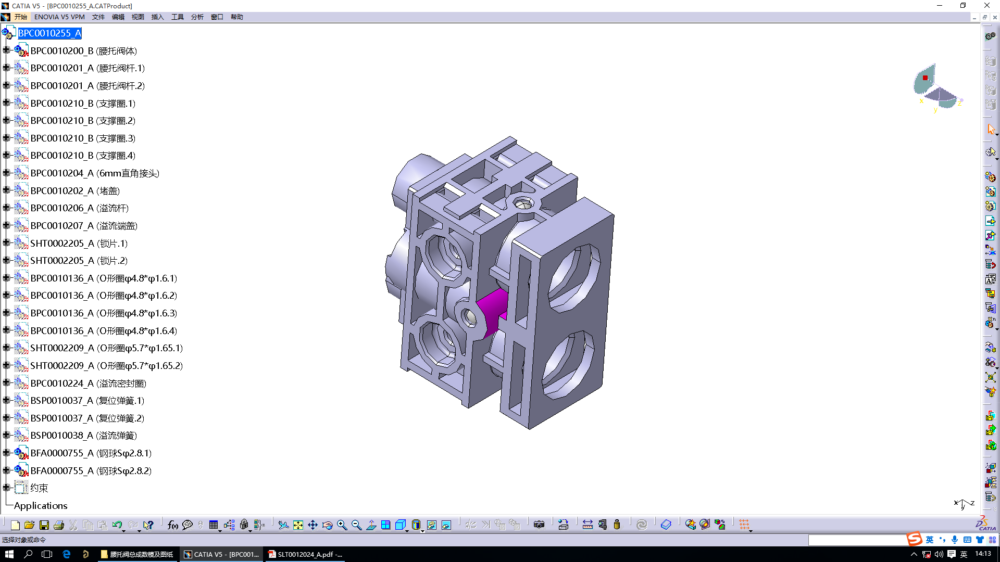 CATIA V5 - [BPC0010255_A.CATProduct]
开始 ENOVIA V5 VPM 文件 编辑 视图 插入 工具 分析 窗口 帮助
BPC0010255_A
BPC0010200_B (腰托阀体)
BPC0010201_A (腰托阀杆.1)
BPC0010201_A (腰托阀杆.2)
BPC0010210_B (支撑圈.1)
BPC0010210_B (支撑圈.2)
BPC0010210_B (支撑圈.3)
BPC0010210_B (支撑圈.4)
BPC0010204_A (6mm直角接头)
BPC0010202_A (堵盖)
BPC0010206_A (溢流杆)
BPC0010207_A (溢流端盖)
SHT0002205_A (锁片.1)
SHT0002205_A (锁片.2)
BPC0010136_A (O形圈φ4.8*φ1.6.1)
BPC0010136_A (O形圈φ4.8*φ1.6.2)
BPC0010136_A (O形圈φ4.8*φ1.6.3)
BPC0010136_A (O形圈φ4.8*φ1.6.4)
SHT0002209_A (O形圈φ5.7*φ1.65.1)
SHT0002209_A (O形圈φ5.7*φ1.65.2)
BPC0010224_A (溢流密封圈)
BSP0010037_A (复位弹簧.1)
BSP0010037_A (复位弹簧.2)
BSP0010038_A (溢流弹簧)
BFA0000755_A (钢球Sφ2.8.1)
BFA0000755_A (钢球Sφ2.8.2)
约束
Applications
x y z
x y z
f(x)
CATIA
选择对象或命令
英
腰托阀总成数模及图纸
CATIA V5 - [BPC001...
SLT0012024_A.pdf -...
英
14:13